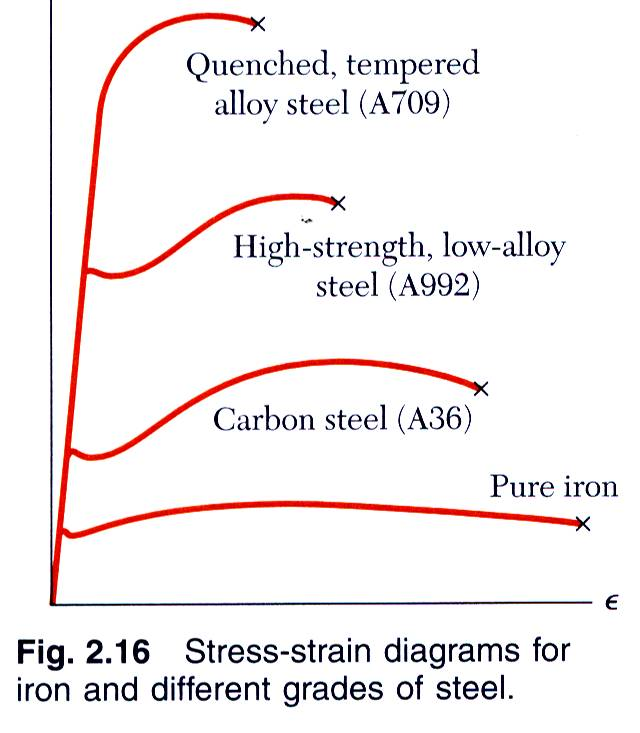 Quenched, tempered
alloy steel (A709)
High-strength, low-alloy
steel (A992)
Carbon steel (A36)
Pure iron
ϵ
Fig. 2.16 Stress-strain diagrams for
iron and different grades of steel.